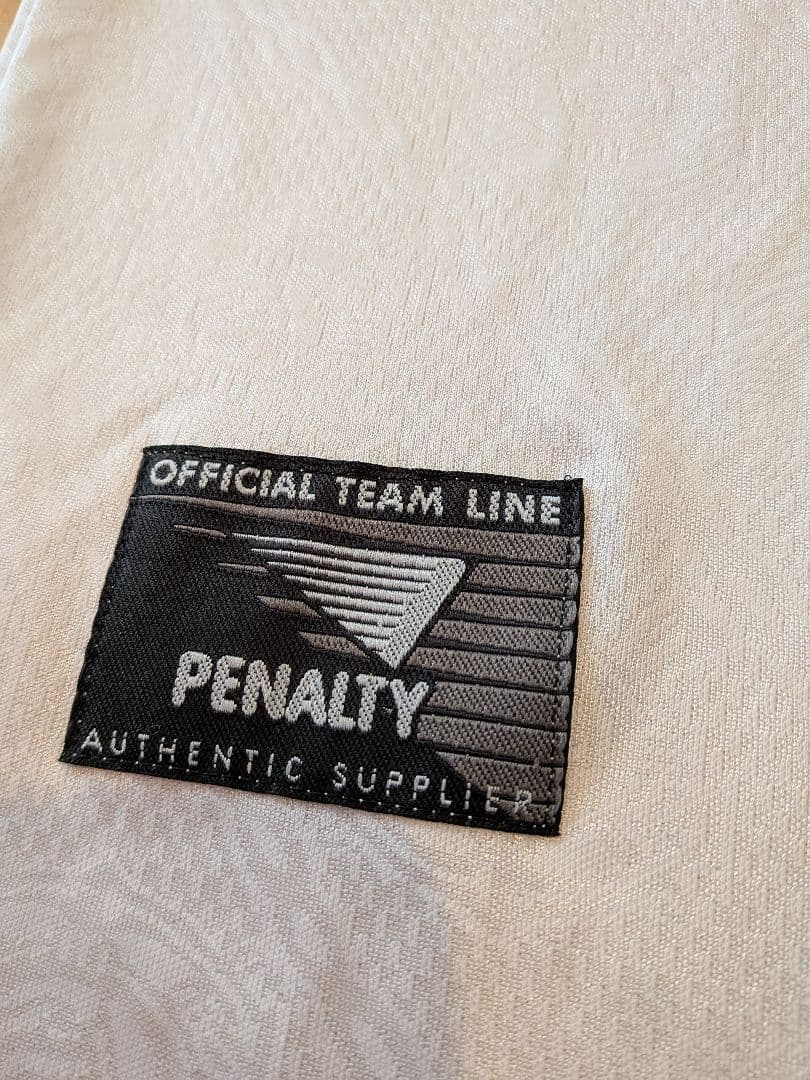 OFFICIAL TEAM LINE
PENALTY
AUTHENTIC SUPPLIER